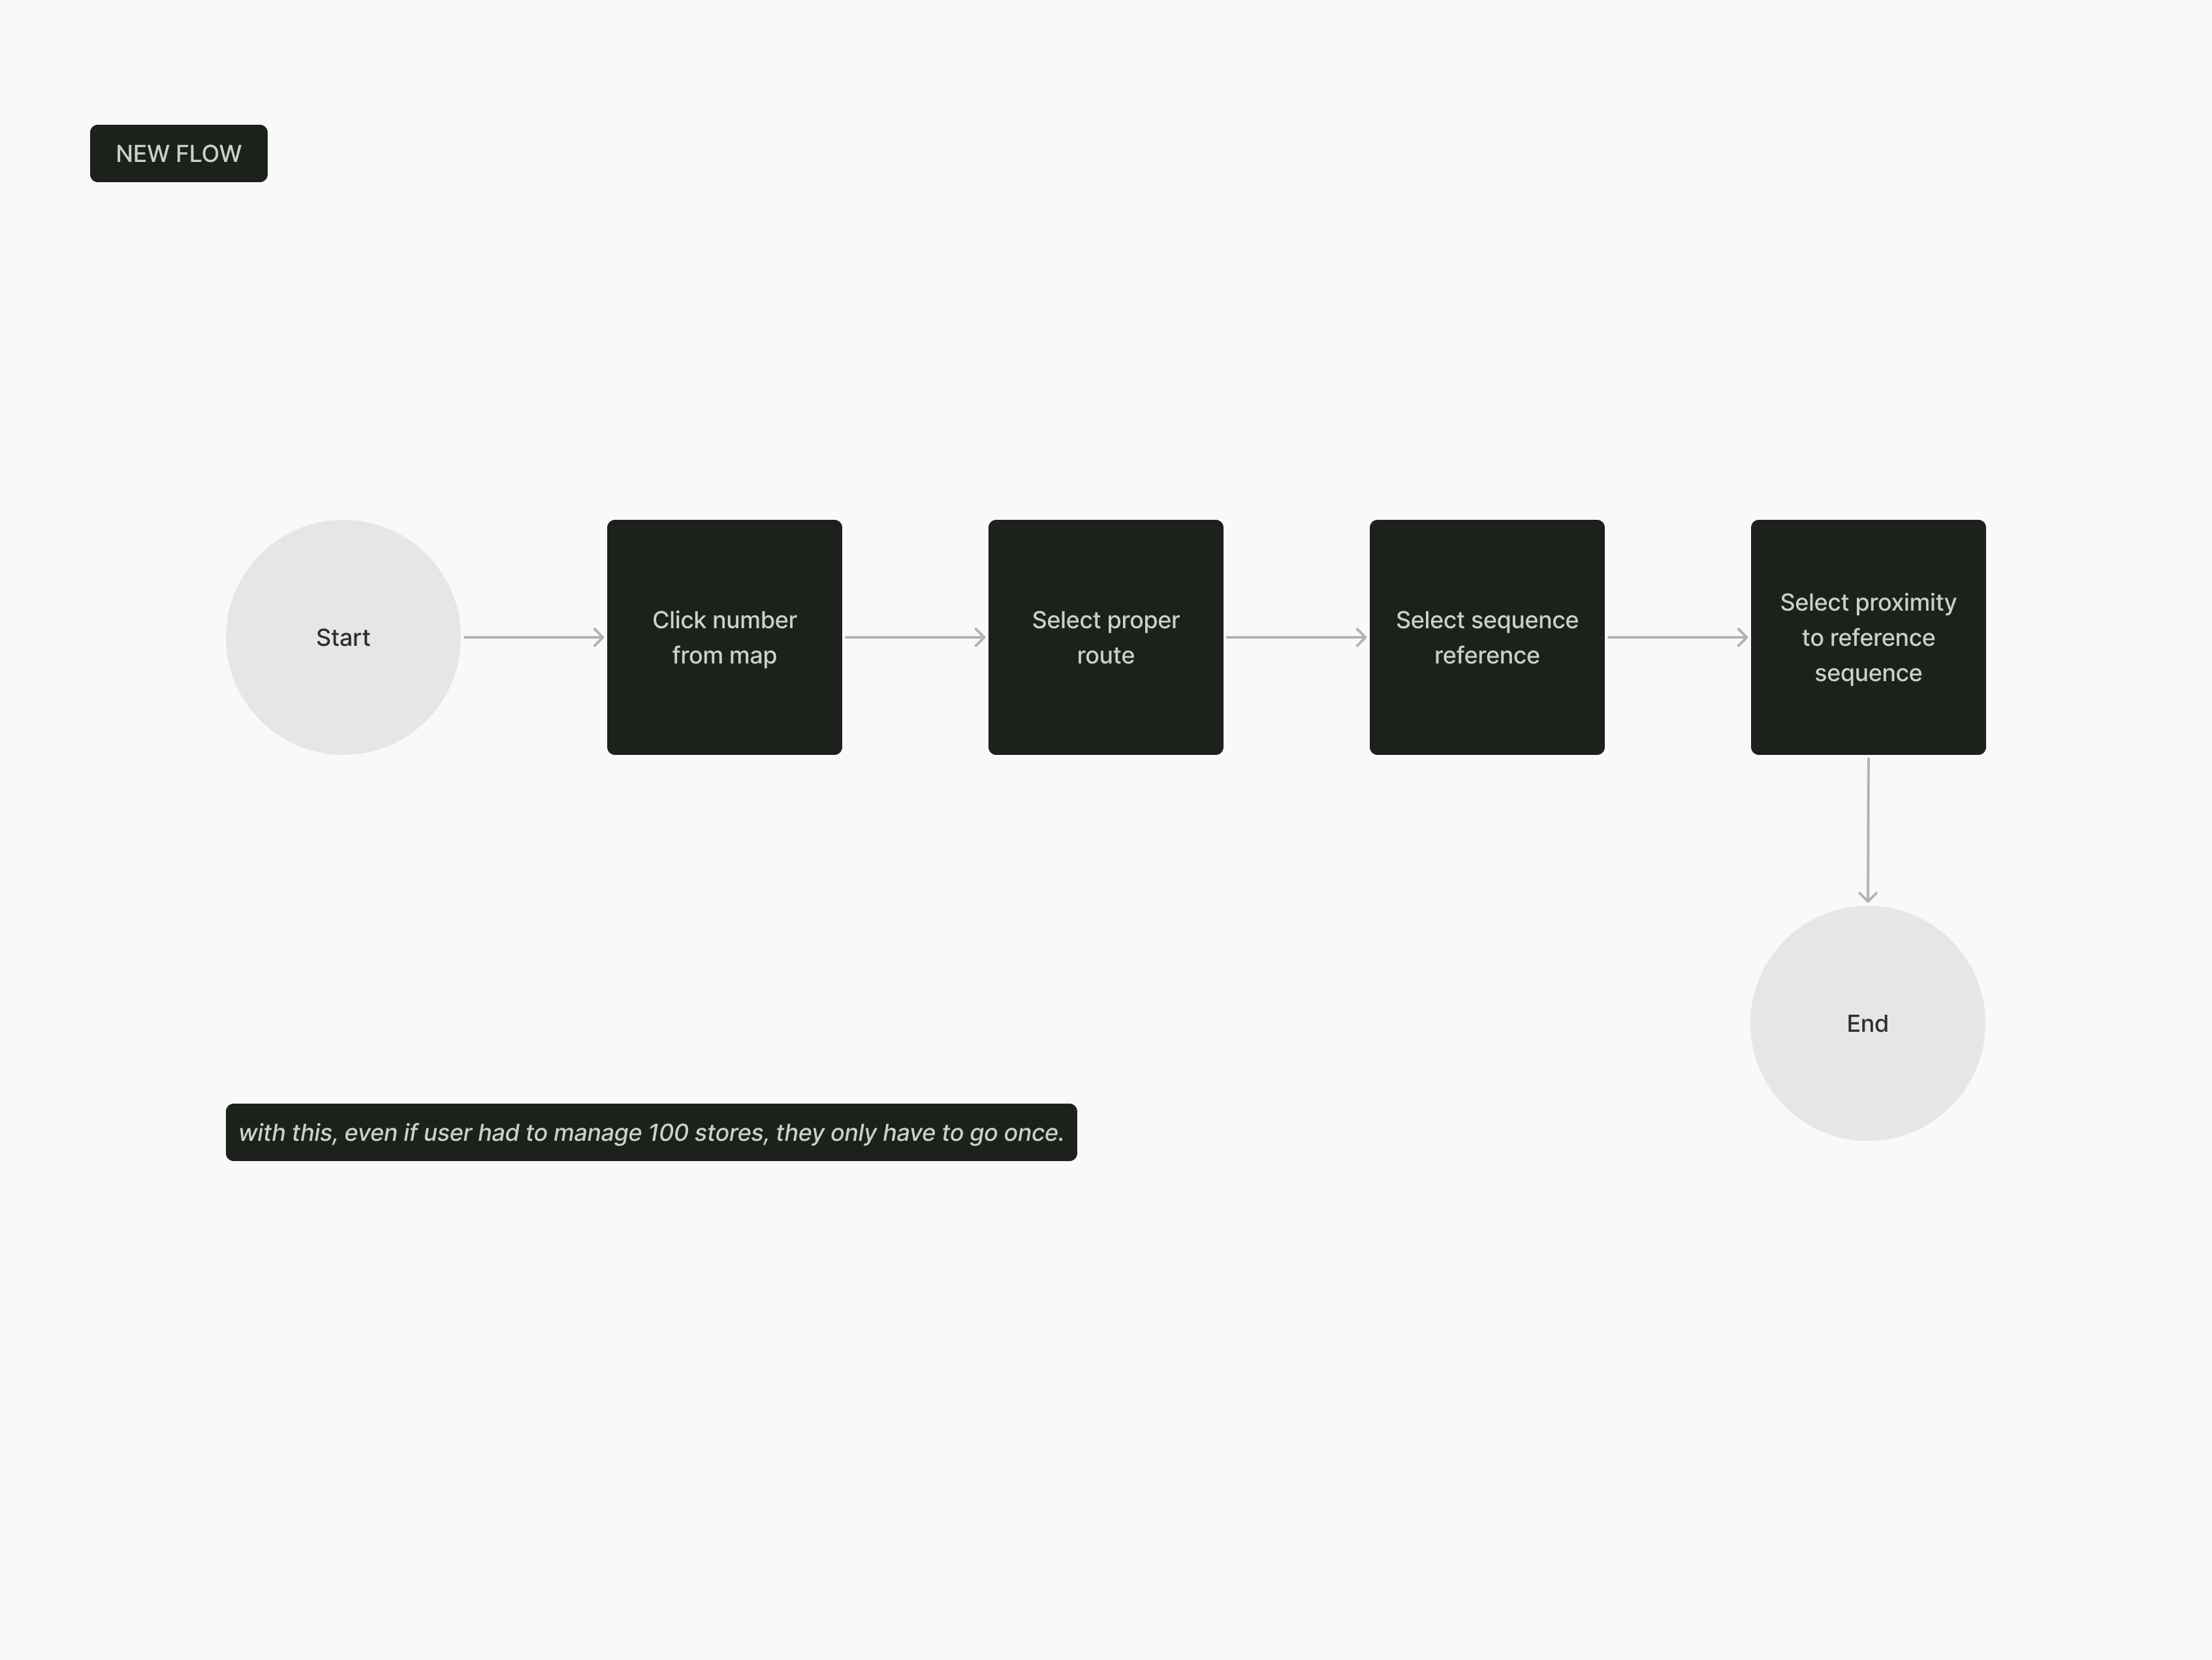 NEW FLOW
Start
Click number
from map
Select proper
route
Select sequence
reference
Select proximity
to reference
sequence
End
with this, even if user had to manage 100 stores, they only have to go once.